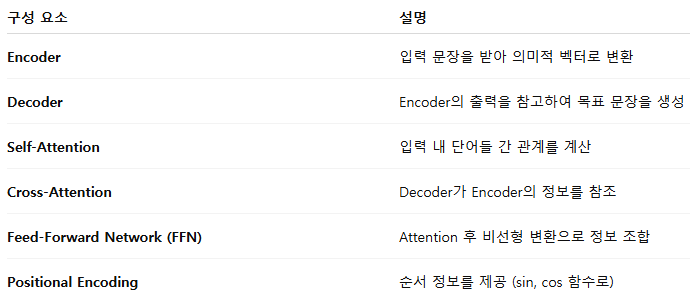 구성 요소 설명
Encoder 입력 문장을 받아 의미적 벡터로 변환
Decoder Encoder의 출력을 참고하여 목표 문장을 생성
Self-Attention 입력 내 단어들 간 관계를 계산
Cross-Attention Decoder가 Encoder의 정보를 참조
Feed-Forward Network (FFN) Attention 후 비선형 변환으로 정보 조합
Positional Encoding 순서 정보를 제공 (sin, cos 함수로)